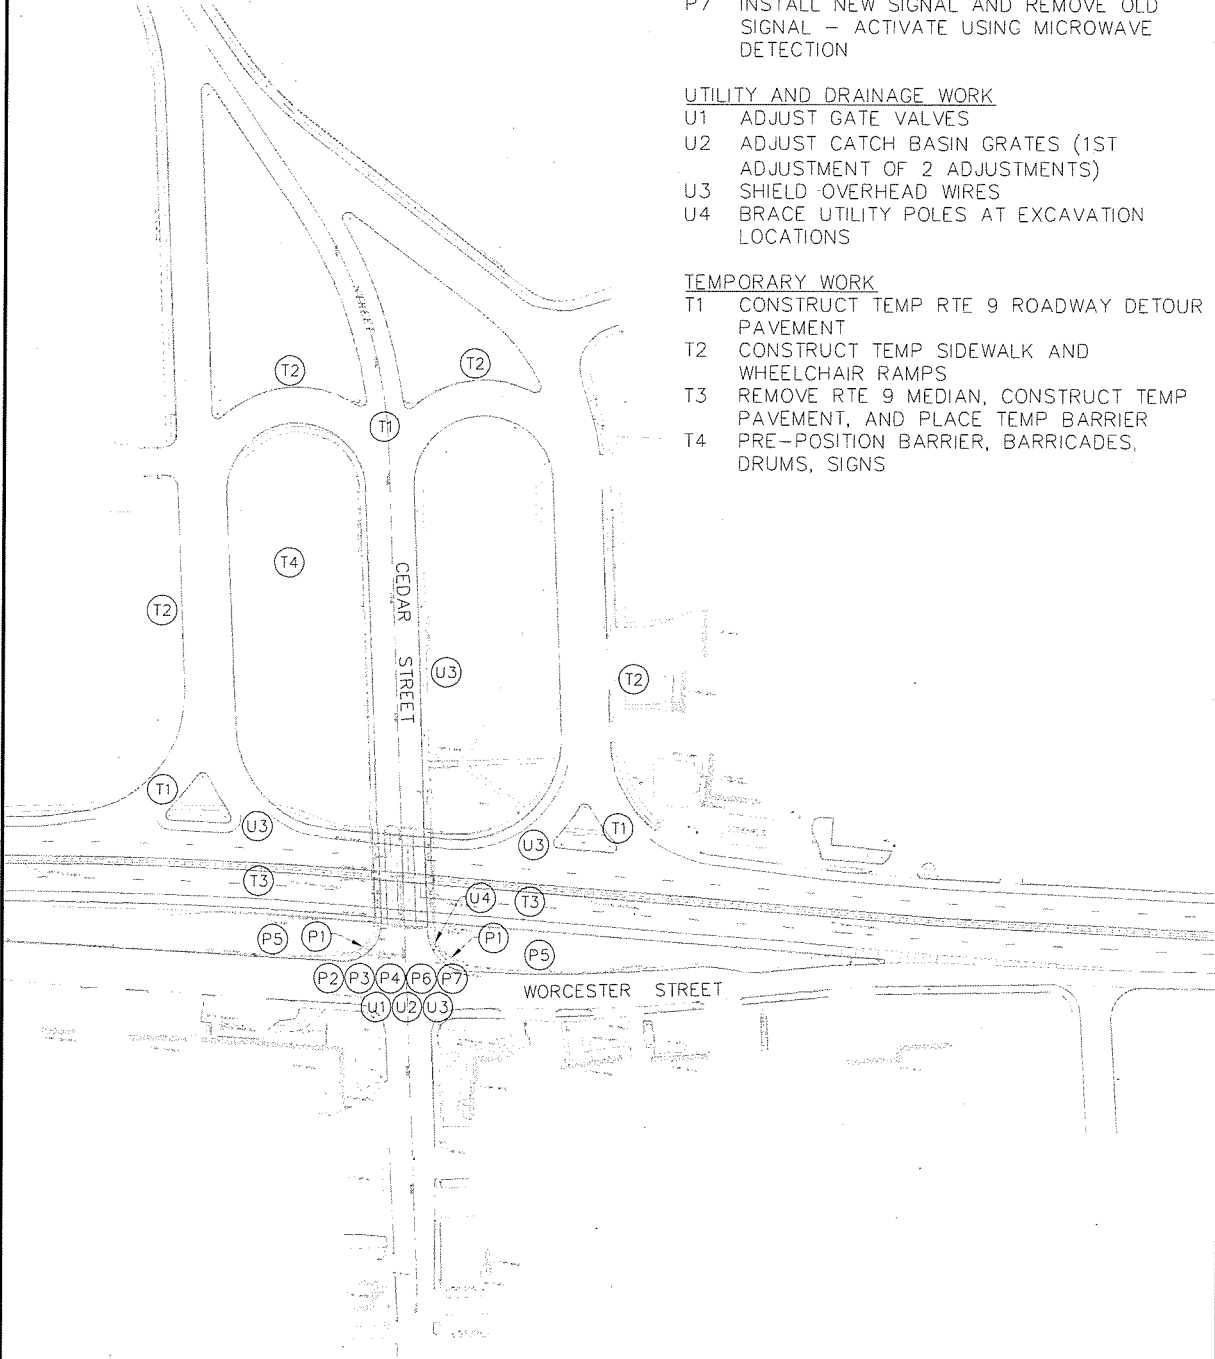 P7 INSTALL NEW SIGNAL AND REMOVE OLD
SIGNAL – ACTIVATE USING MICROWAVE
DETECTION
UTILITY AND DRAINAGE WORK
U1 ADJUST GATE VALVES
U2 ADJUST CATCH BASIN GRATES (1ST
ADJUSTMENT OF 2 ADJUSTMENTS)
U3 SHIELD OVERHEAD WIRES
U4 BRACE UTILITY POLES AT EXCAVATION
LOCATIONS
TEMPORARY WORK
T1 CONSTRUCT TEMP RTE 9 ROADWAY DETOUR
PAVEMENT
T2 CONSTRUCT TEMP SIDEWALK AND
WHEELCHAIR RAMPS
T3 REMOVE RTE 9 MEDIAN, CONSTRUCT TEMP
PAVEMENT, AND PLACE TEMP BARRIER
T4 PRE-POSITION BARRIER, BARRICADES,
DRUMS, SIGNS
STREET
T2
T2
T1
T4
CEDAR STREET
T2
U3
T2
T1
U3
U3
T1
T3
U4
T3
P5
P1
P1
P5
P2 P3 P4 P6 P7
WORCESTER STREET
U1 U2 U3